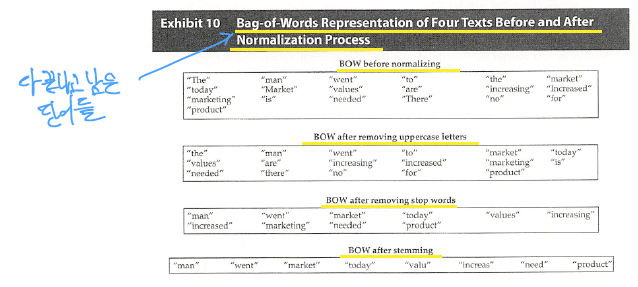 Exhibit 10 Bag-of-Words Representation of Four Texts Before and After
Normalization Process
다 끝내고 남은
단어들
BOW before normalizing
"The" "man" "went" "to" "the" "market"
"today" "Market" "values" "are" "increasing" "increased"
"marketing" "is" "needed" "There" "no" "for"
"product"
BOW after removing uppercase letters
"the" "man" "went" "to" "market" "today"
"values" "are" "increasing" "increased" "marketing" "is"
"needed" "there" "no" "for" "product"
BOW after removing stop words
"man" "went" "market" "today" "values" "increasing"
"increased" "marketing" "needed" "product"
BOW after stemming
"man" "went" "market" "today" "valu" "increas" "need" "product"